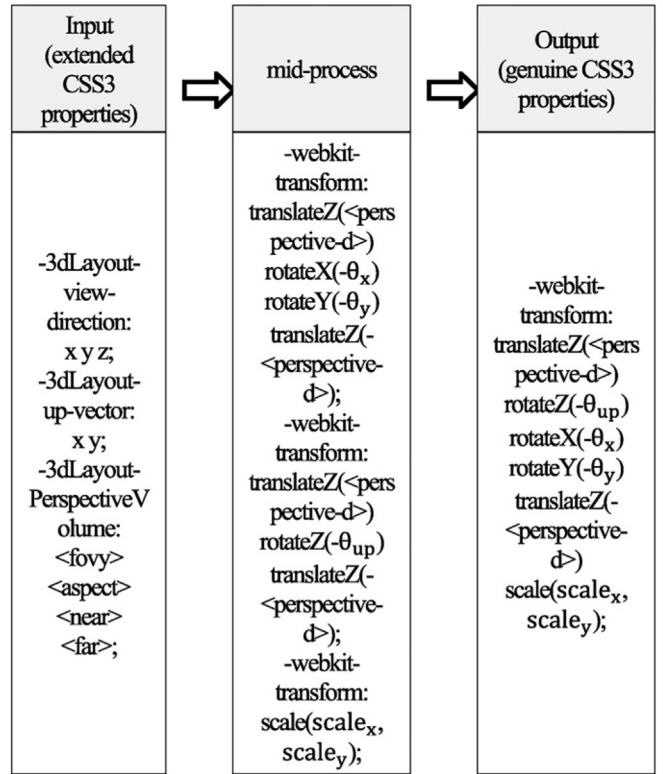 Input
(extended
CSS3
properties)
mid-process
Output
(genuine CSS3
properties)
-3dLayout-
view-
direction:
x y z;
-3dLayout-
up-vector:
x y;
-3dLayout-
PerspectiveV
olume:
<fovy>
<aspect>
<near>
<far>;
-webkit-
transform:
translateZ(<pers
pective-d>)
rotateX(-θx)
rotateY(-θy)
translateZ(-
<perspective-
d>);
-webkit-
transform:
translateZ(<pers
pective-d>)
rotateZ(-θup)
translateZ(-
<perspective-
d>);
-webkit-
transform:
scale(scalex,
scaley);
-webkit-
transform:
translateZ(<pers
pective-d>)
rotateZ(-θup)
rotateX(-θx)
rotateY(-θy)
translateZ(-
<perspective-
d>)
scale(scalex,
scaley);